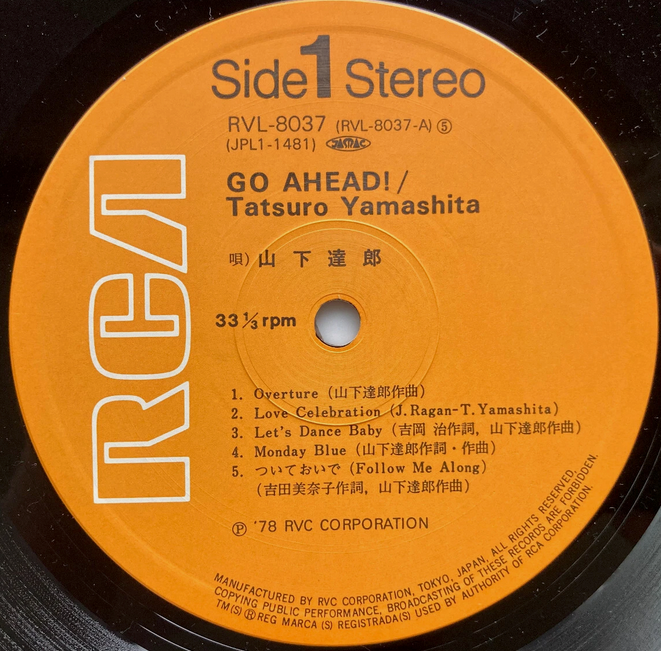 Side 1 Stereo
RVL-8037 (RVL-8037-A) ⑤
(JPL1-1481) JASRAC
GO AHEAD! /
Tatsuro Yamashita
唄) 山下達郎
33 1/3 rpm
RCA
1. Overture (山下達郎作曲)
2. Love Celebration (J. Ragan-T. Yamashita)
3. Let's Dance Baby (吉岡 治作詞, 山下達郎作曲)
4. Monday Blue (山下達郎作詞・作曲)
5. ついておいで (Follow Me Along)
(吉田美奈子作詞, 山下達郎作曲)
Ⓟ '78 RVC CORPORATION
MANUFACTURED BY RVC CORPORATION, TOKYO, JAPAN, ALL RIGHTS RESERVED,
COPYING PUBLIC PERFORMANCE, BROADCASTING OF THESE RECORDS ARE FORBIDDEN.
TM(S) ® REG MARCA (S) REGISTRADA(S) USED BY AUTHORITY OF RCA CORPORATION.